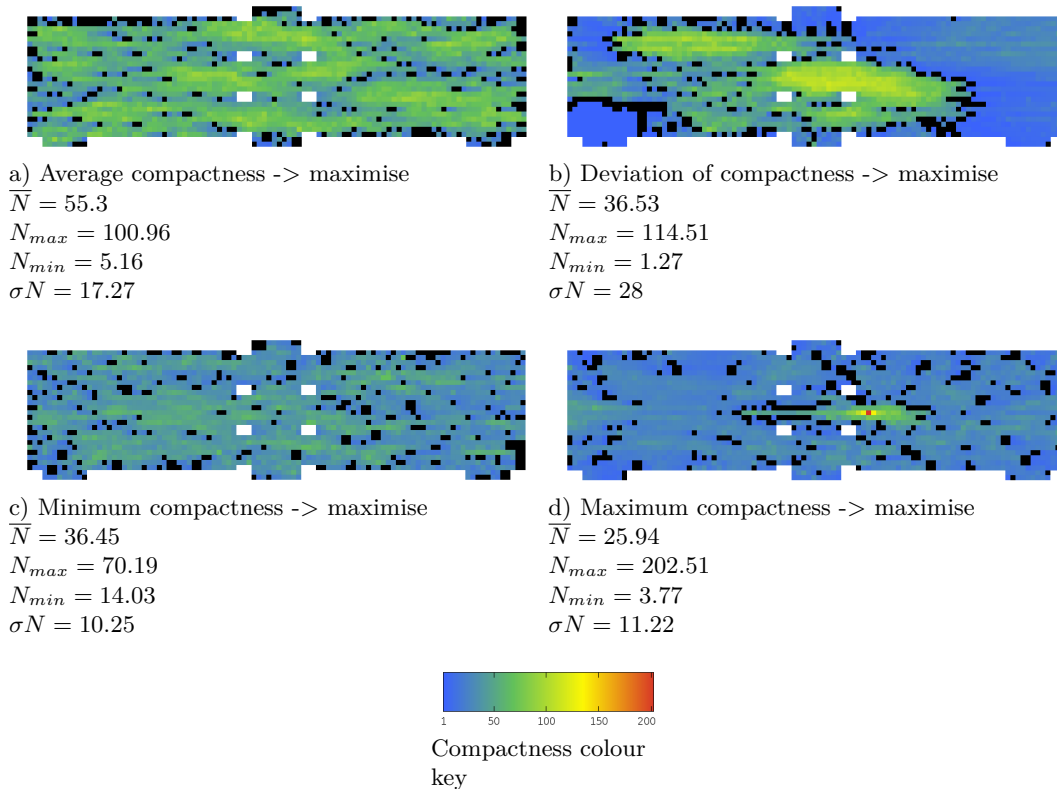 a) Average compactness -> maximise
N̅ = 55.3
N_max = 100.96
N_min = 5.16
σN = 17.27
b) Deviation of compactness -> maximise
N̅ = 36.53
N_max = 114.51
N_min = 1.27
σN = 28
c) Minimum compactness -> maximise
N̅ = 36.45
N_max = 70.19
N_min = 14.03
σN = 10.25
d) Maximum compactness -> maximise
N̅ = 25.94
N_max = 202.51
N_min = 3.77
σN = 11.22
1 50 100 150 200
Compactness colour
key